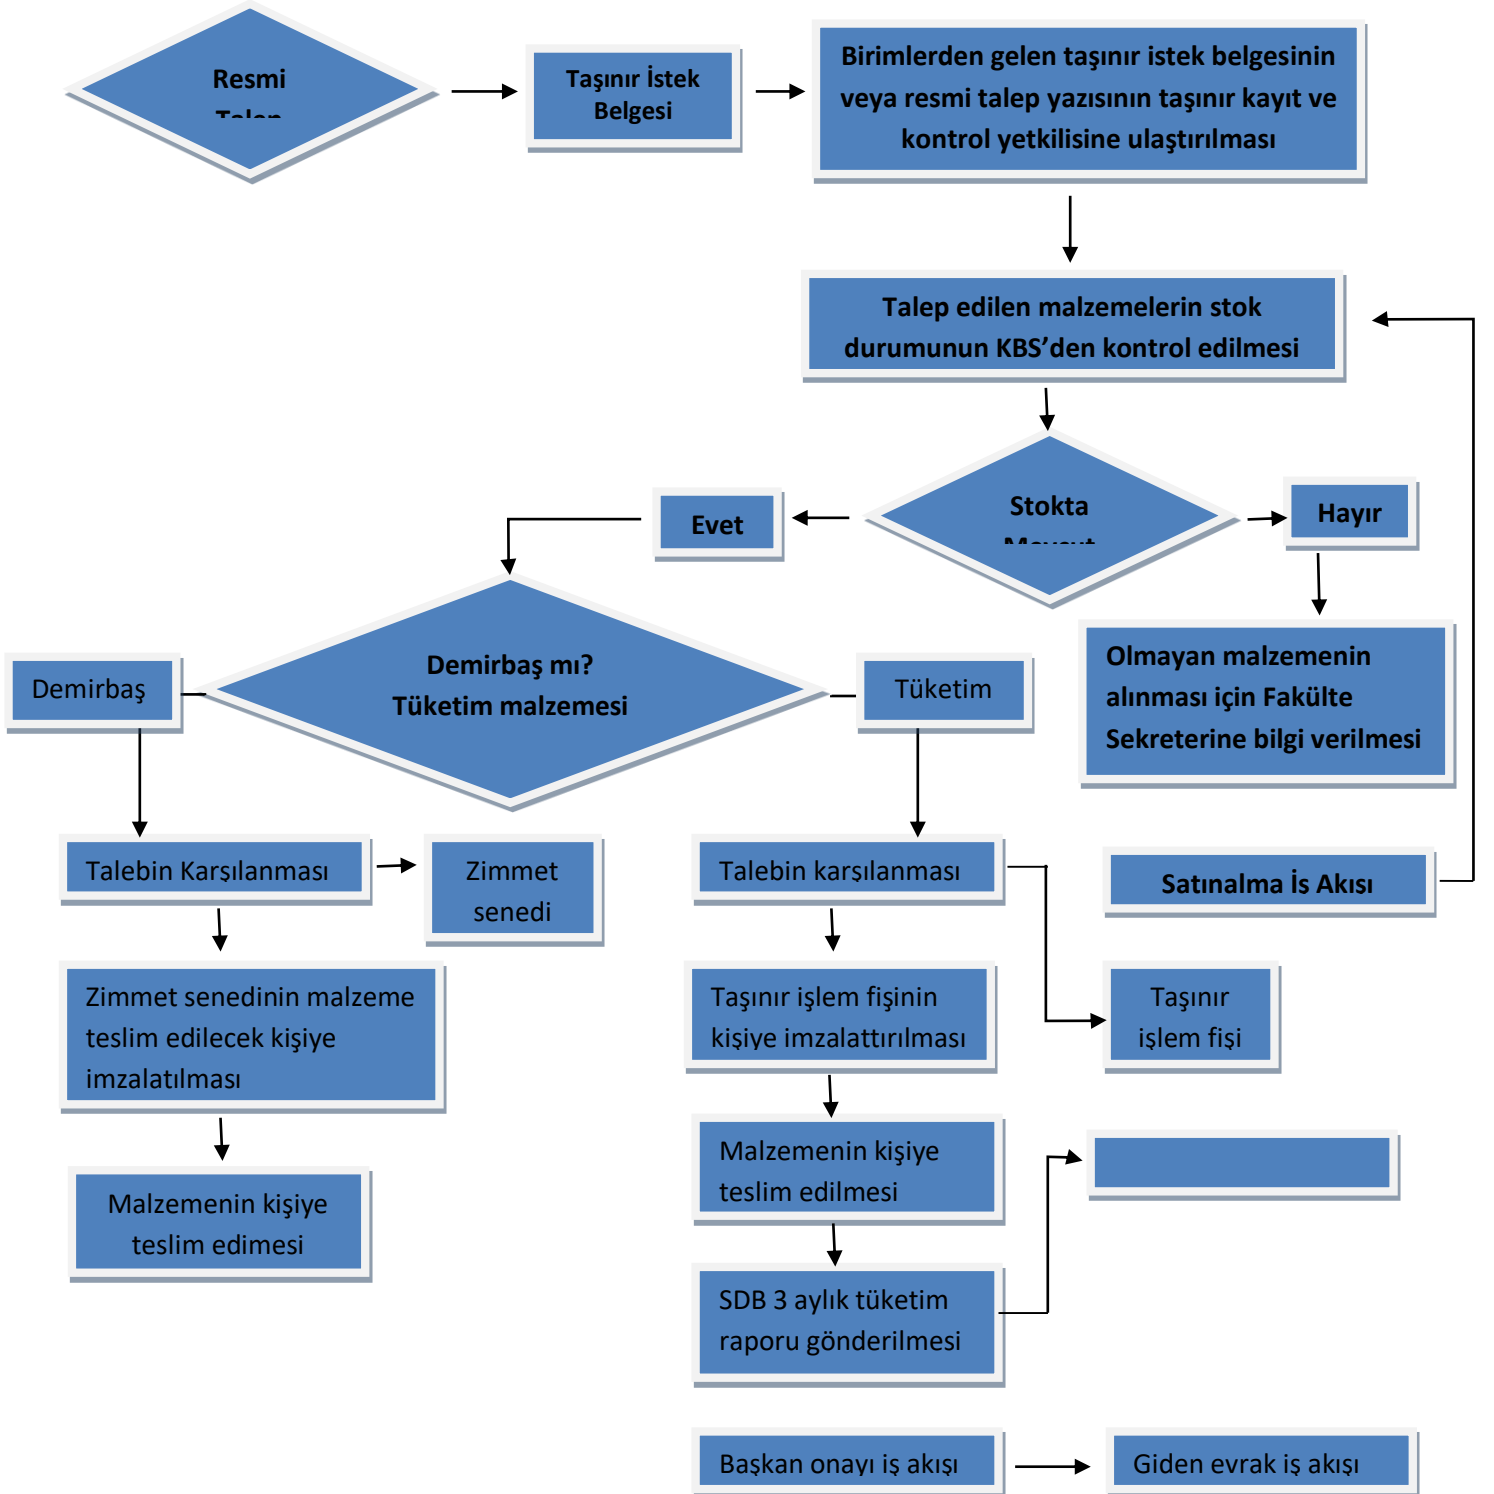 Resmi
Taşınır İstek
Belgesi
Birimlerden gelen taşınır istek belgesinin
veya resmi talep yazısının taşınır kayıt ve
kontrol yetkilisine ulaştırılması
Talep edilen malzemelerin stok
durumunun KBS’den kontrol edilmesi
Stokta
Evet
Hayır
Demirbaş mı?
Tüketim malzemesi
Demirbaş
Tüketim
Olmayan malzemenin
alınması için Fakülte
Sekreterine bilgi verilmesi
Talebin Karşılanması
Zimmet
senedi
Talebin karşılanması
Satınalma İş Akışı
Zimmet senedinin malzeme
teslim edilecek kişiye
imzalatılması
Taşınır işlem fişinin
kişiye imzalattırılması
Taşınır
işlem fişi
Malzemenin kişiye
teslim edimesi
Malzemenin kişiye
teslim edilmesi
SDB 3 aylık tüketim
raporu gönderilmesi
Başkan onayı iş akışı
Giden evrak iş akışı